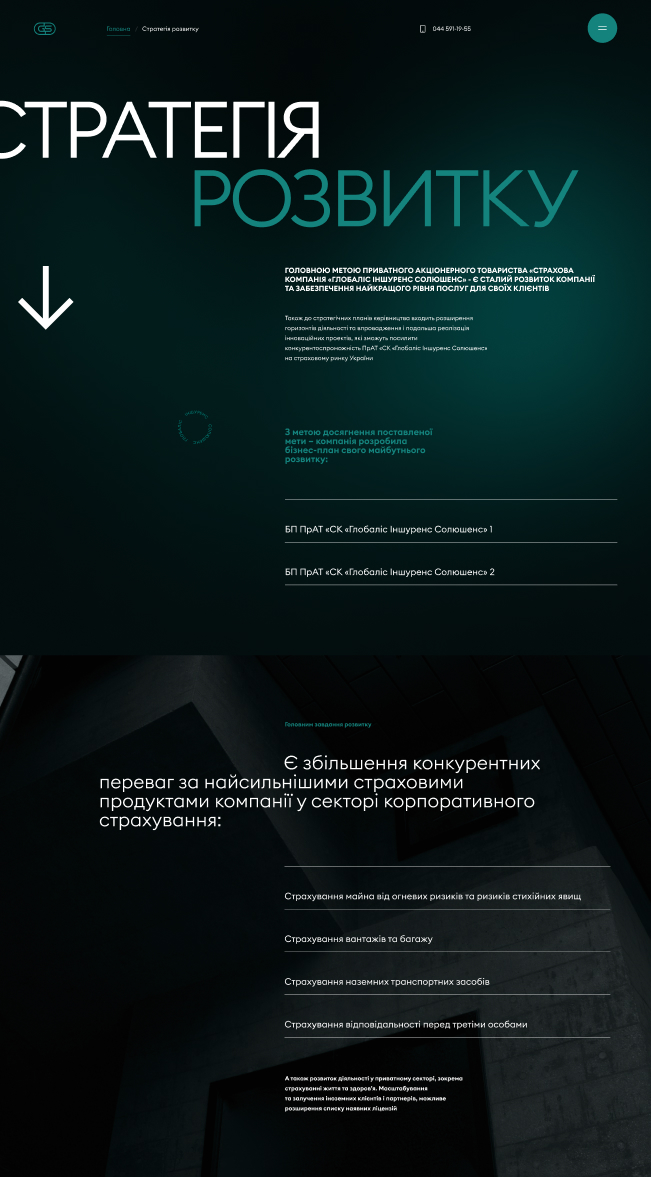 Головна / Стратегія розвитку
044 591-19-55
СТРАТЕГІЯ
РОЗВИТКУ
ГОЛОВНОЮ МЕТОЮ ПРИВАТНОГО АКЦІОНЕРНОГО ТОВАРИСТВА «СТРАХОВА
КОМПАНІЯ «ГЛОБАЛІС ІНШУРЕНС СОЛЮШЕНС» - Є СТАЛИЙ РОЗВИТОК КОМПАНІЇ
ТА ЗАБЕЗПЕЧЕННЯ НАЙКРАЩОГО РІВНЯ ПОСЛУГ ДЛЯ СВОЇХ КЛІЄНТІВ
Також до стратегічних планів керівництва входить розширення
горизонтів діяльності та впровадження і подальша реалізація
інноваційних проектів, які зможуть посилити
конкурентоспроможність ПрАТ «СК «Глобаліс Іншуренс Солюшенс»
на страховому ринку України
З метою досягнення поставленої
мети – компанія розробила
бізнес-план свого майбутнього
розвитку:
БП ПрАТ «СК «Глобаліс Іншуренс Солюшенс» 1
БП ПрАТ «СК «Глобаліс Іншуренс Солюшенс» 2
Головним завдання розвитку
Є збільшення конкурентних
переваг за найсильнішими страховими
продуктами компанії у секторі корпоративного
страхування:
Страхування майна від огневих ризиків та ризиків стихійних явищ
Страхування вантажів та багажу
Страхування наземних транспортних засобів
Страхування відповідальності перед третіми особами
А також розвиток діяльності у приватному секторі, зокрема
страхуванні життя та здоров'я. Масштабування
та залучення іноземних клієнтів і партнерів, можливе
розширення списку наявних ліцензій